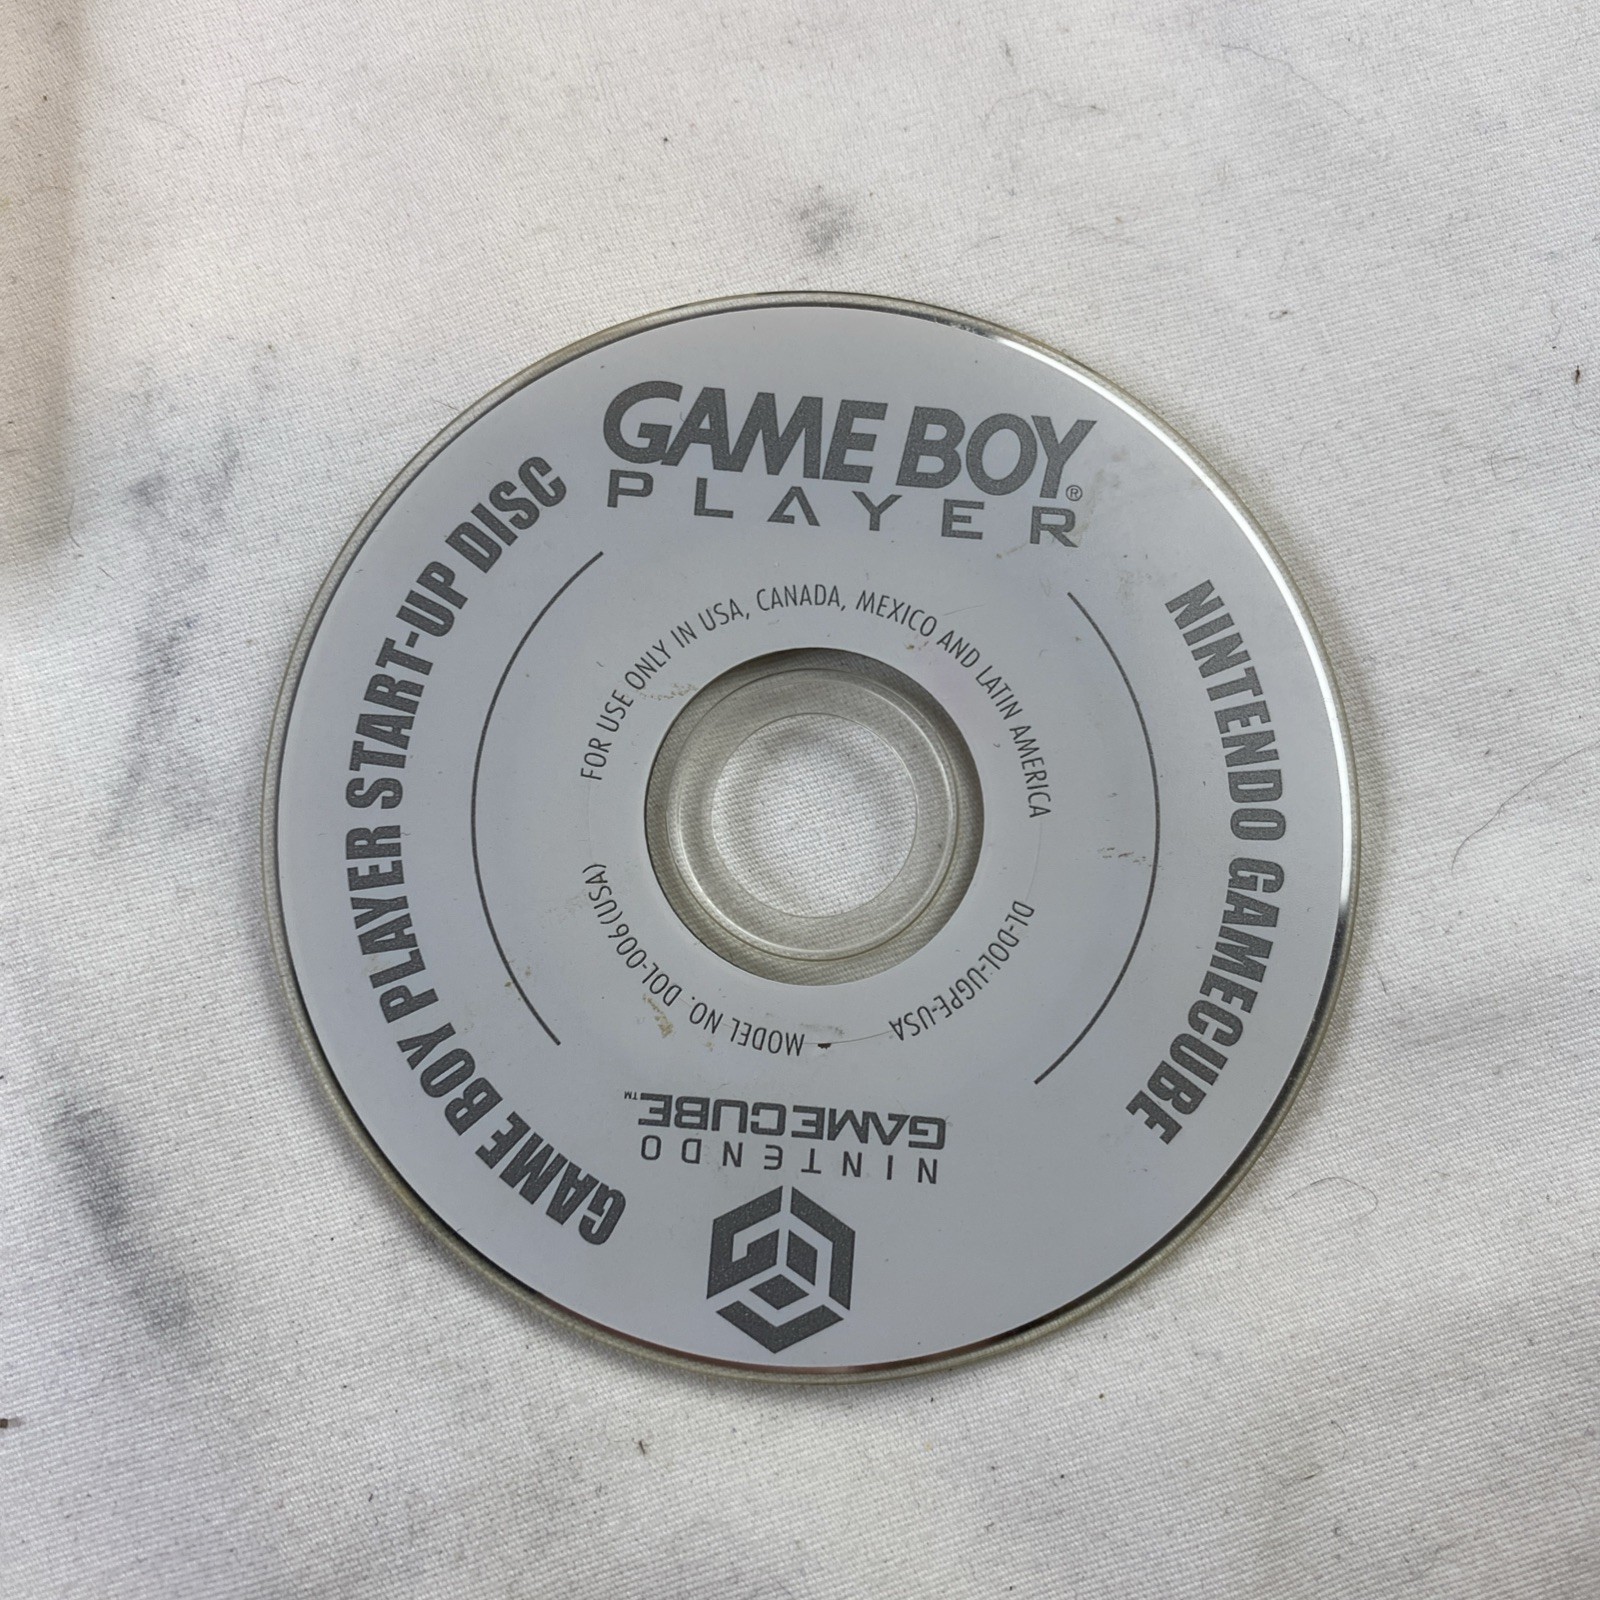 GAME BOY®
PLAYER
GAME BOY PLAYER START-UP DISC
NINTENDO GAMECUBE
FOR USE ONLY IN USA, CANADA, MEXICO AND LATIN AMERICA
DL-DOL-UGPE-USA
MODEL NO. DOL-006(USA)
NINTENDO
GAMECUBE™